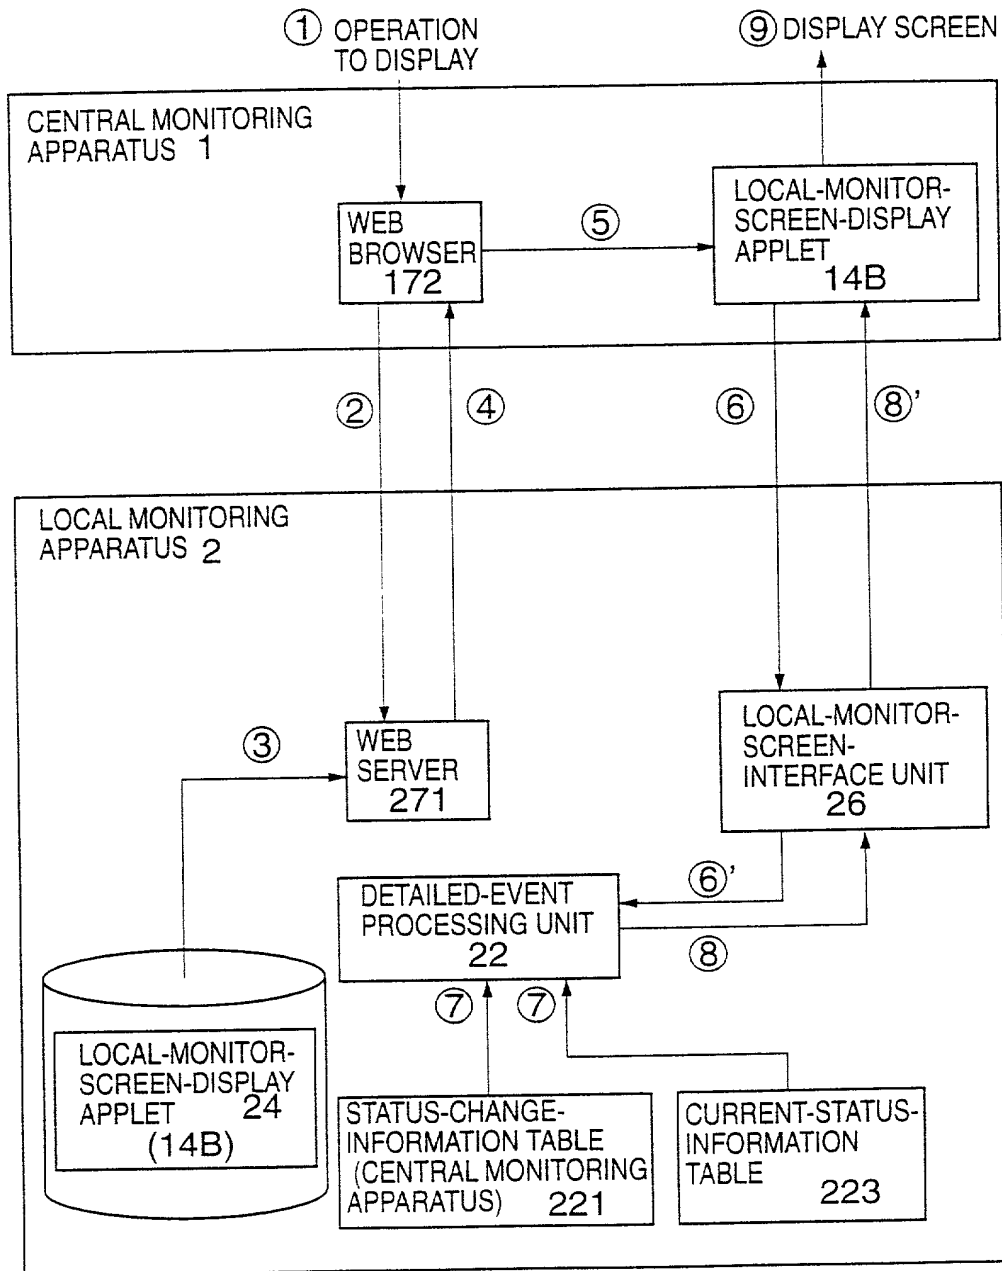 ① OPERATION
TO DISPLAY
⑨ DISPLAY SCREEN
CENTRAL MONITORING
APPARATUS 1
WEB
BROWSER
172
⑤
LOCAL-MONITOR-
SCREEN-DISPLAY
APPLET
14B
②
④
⑥
⑧'
LOCAL MONITORING
APPARATUS 2
③
WEB
SERVER
271
LOCAL-MONITOR-
SCREEN-
INTERFACE UNIT
26
⑥'
DETAILED-EVENT
PROCESSING UNIT
22
⑧
⑦
⑦
LOCAL-MONITOR-
SCREEN-DISPLAY
APPLET 24
(14B)
STATUS-CHANGE-
INFORMATION TABLE
(CENTRAL MONITORING
APPARATUS) 221
CURRENT-STATUS-
INFORMATION
TABLE
223